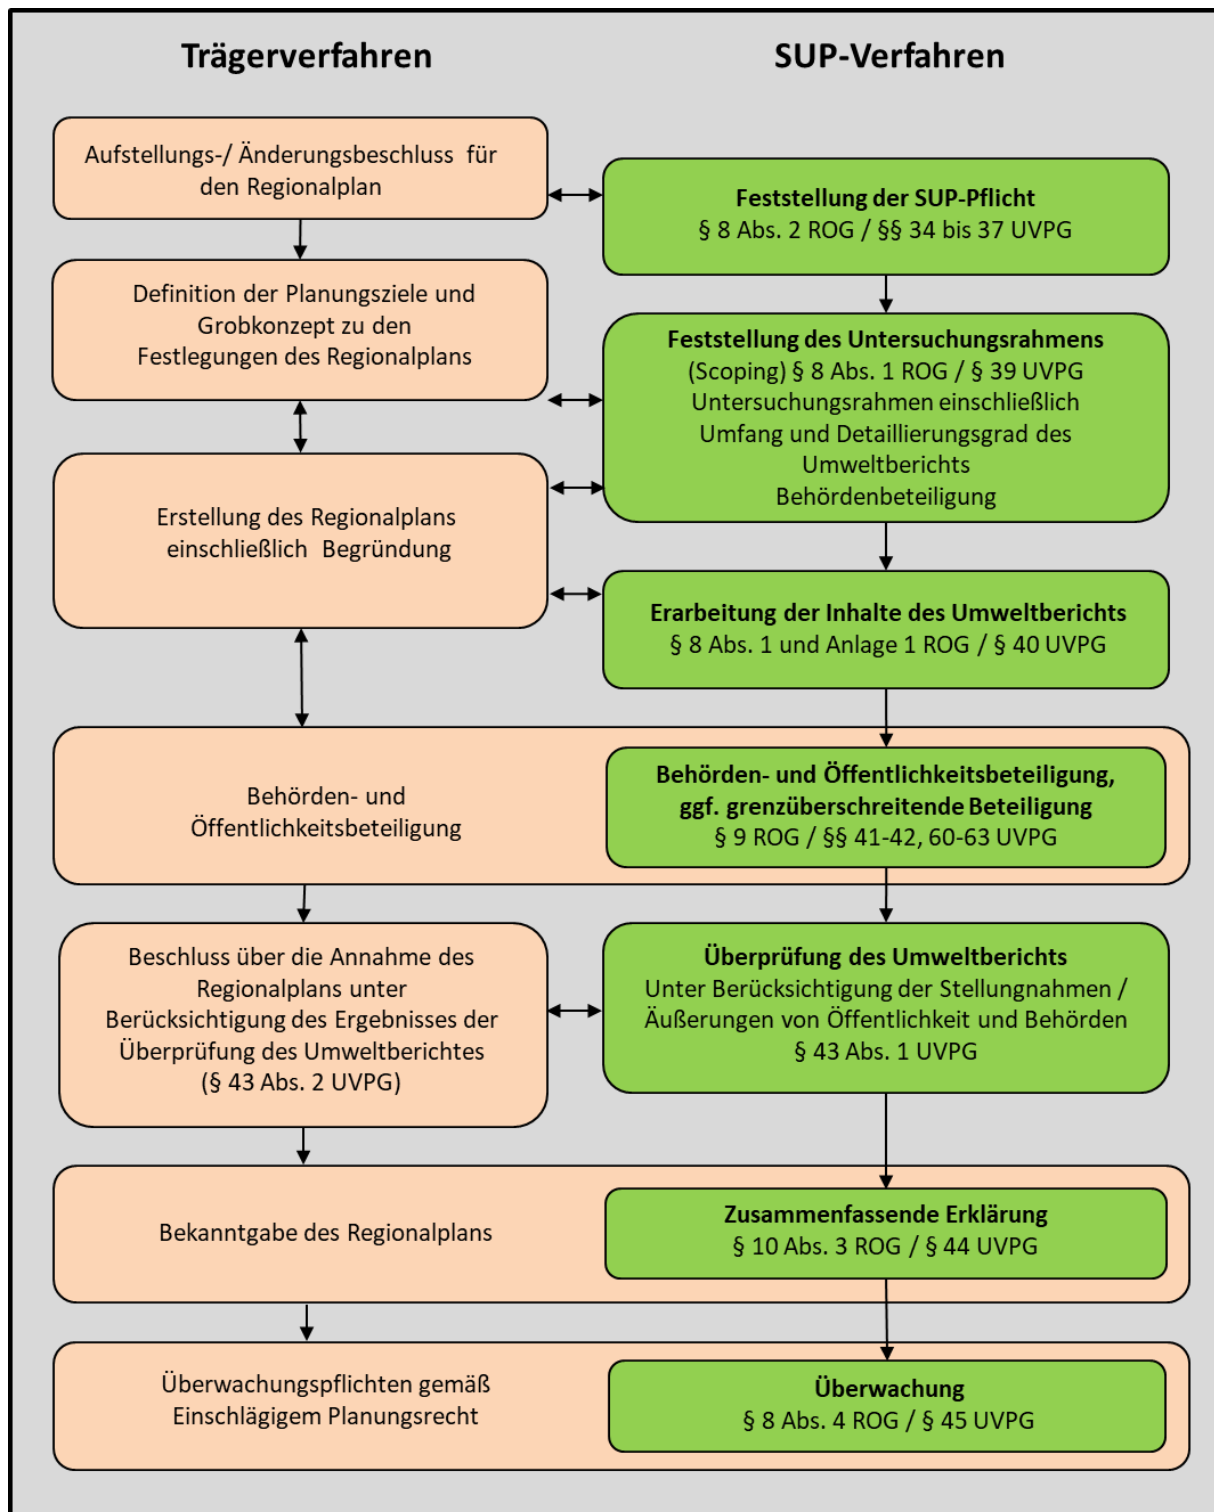 Trägerverfahren
SUP-Verfahren
Aufstellungs-/ Änderungsbeschluss für
den Regionalplan
Feststellung der SUP-Pflicht
§ 8 Abs. 2 ROG / §§ 34 bis 37 UVPG
Definition der Planungsziele und
Grobkonzept zu den
Festlegungen des Regionalplans
Feststellung des Untersuchungsrahmens
(Scoping) § 8 Abs. 1 ROG / § 39 UVPG
Untersuchungsrahmen einschließlich
Umfang und Detaillierungsgrad des
Umweltberichts
Behördenbeteiligung
Erstellung des Regionalplans
einschließlich Begründung
Erarbeitung der Inhalte des Umweltberichts
§ 8 Abs. 1 und Anlage 1 ROG / § 40 UVPG
Behörden- und
Öffentlichkeitsbeteiligung
Behörden- und Öffentlichkeitsbeteiligung,
ggf. grenzüberschreitende Beteiligung
§ 9 ROG / §§ 41-42, 60-63 UVPG
Beschluss über die Annahme des
Regionalplans unter
Berücksichtigung des Ergebnisses der
Überprüfung des Umweltberichtes
(§ 43 Abs. 2 UVPG)
Überprüfung des Umweltberichts
Unter Berücksichtigung der Stellungnahmen /
Äußerungen von Öffentlichkeit und Behörden
§ 43 Abs. 1 UVPG
Bekanntgabe des Regionalplans
Zusammenfassende Erklärung
§ 10 Abs. 3 ROG / § 44 UVPG
Überwachungspflichten gemäß
Einschlägigem Planungsrecht
Überwachung
§ 8 Abs. 4 ROG / § 45 UVPG